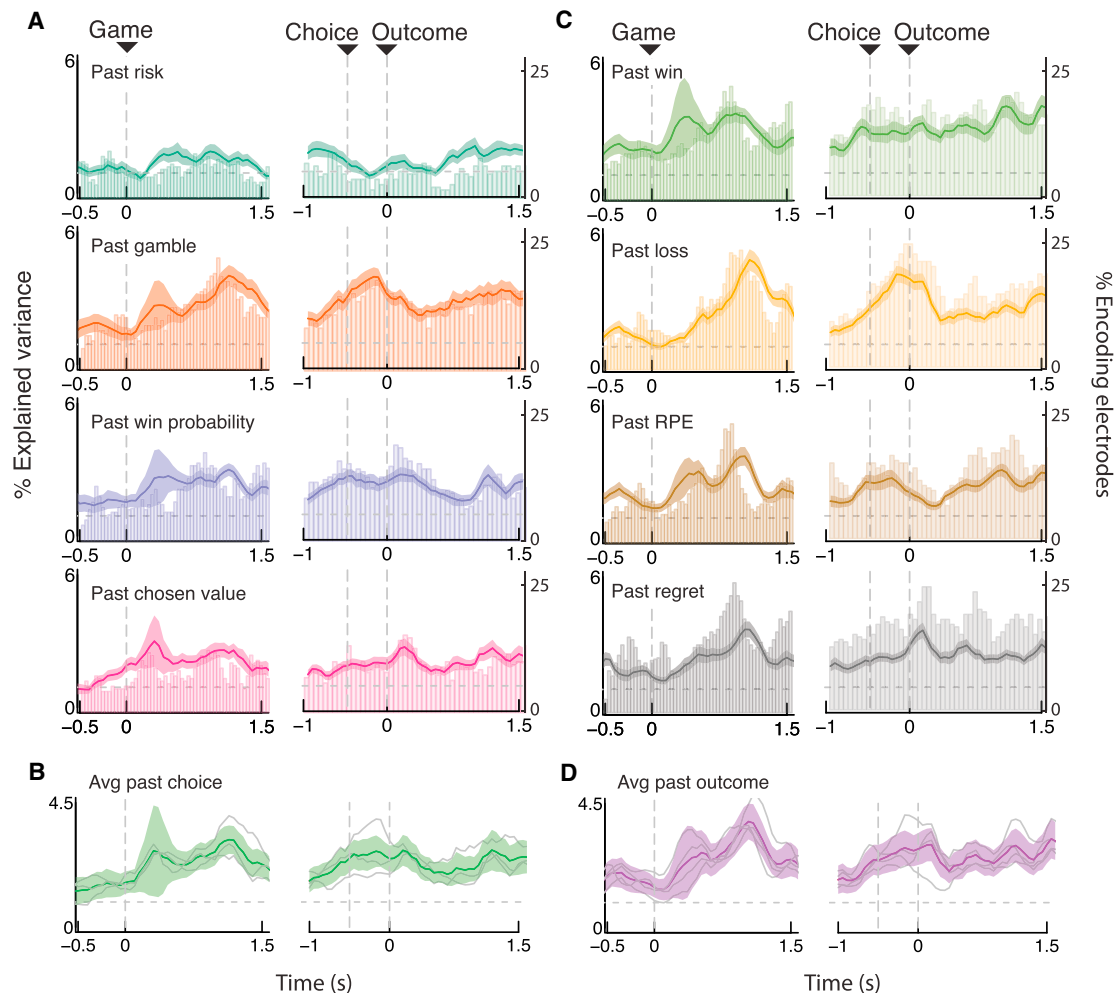 A
Game
Choice Outcome
6
Past risk
25
0
0
−0.5 0 1.5
−1 0 1.5
6
Past gamble
25
0
0
−0.5 0 1.5
−1 0 1.5
6
Past win probability
25
0
0
−0.5 0 1.5
−1 0 1.5
6
Past chosen value
25
0
0
−0.5 0 1.5
−1 0 1.5
% Explained variance
C
Game
Choice Outcome
6
Past win
25
0
0
−0.5 0 1.5
−1 0 1.5
6
Past loss
25
0
0
−0.5 0 1.5
−1 0 1.5
6
Past RPE
25
0
0
−0.5 0 1.5
−1 0 1.5
6
Past regret
25
0
0
−0.5 0 1.5
−1 0 1.5
% Encoding electrodes
B
Avg past choice
4.5
0
−0.5 0 1.5
−1 0 1.5
Time (s)
D
Avg past outcome
4.5
0
−0.5 0 1.5
−1 0 1.5
Time (s)